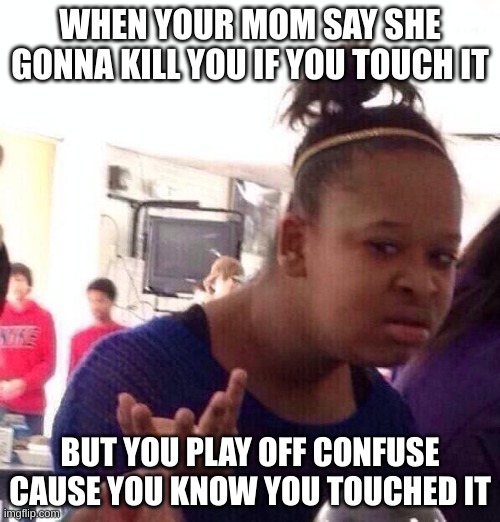 WHEN YOUR MOM SAY SHE
GONNA KILL YOU IF YOU TOUCH IT
NIKE
BUT YOU PLAY OFF CONFUSE
CAUSE YOU KNOW YOU TOUCHED IT
imgflip.com